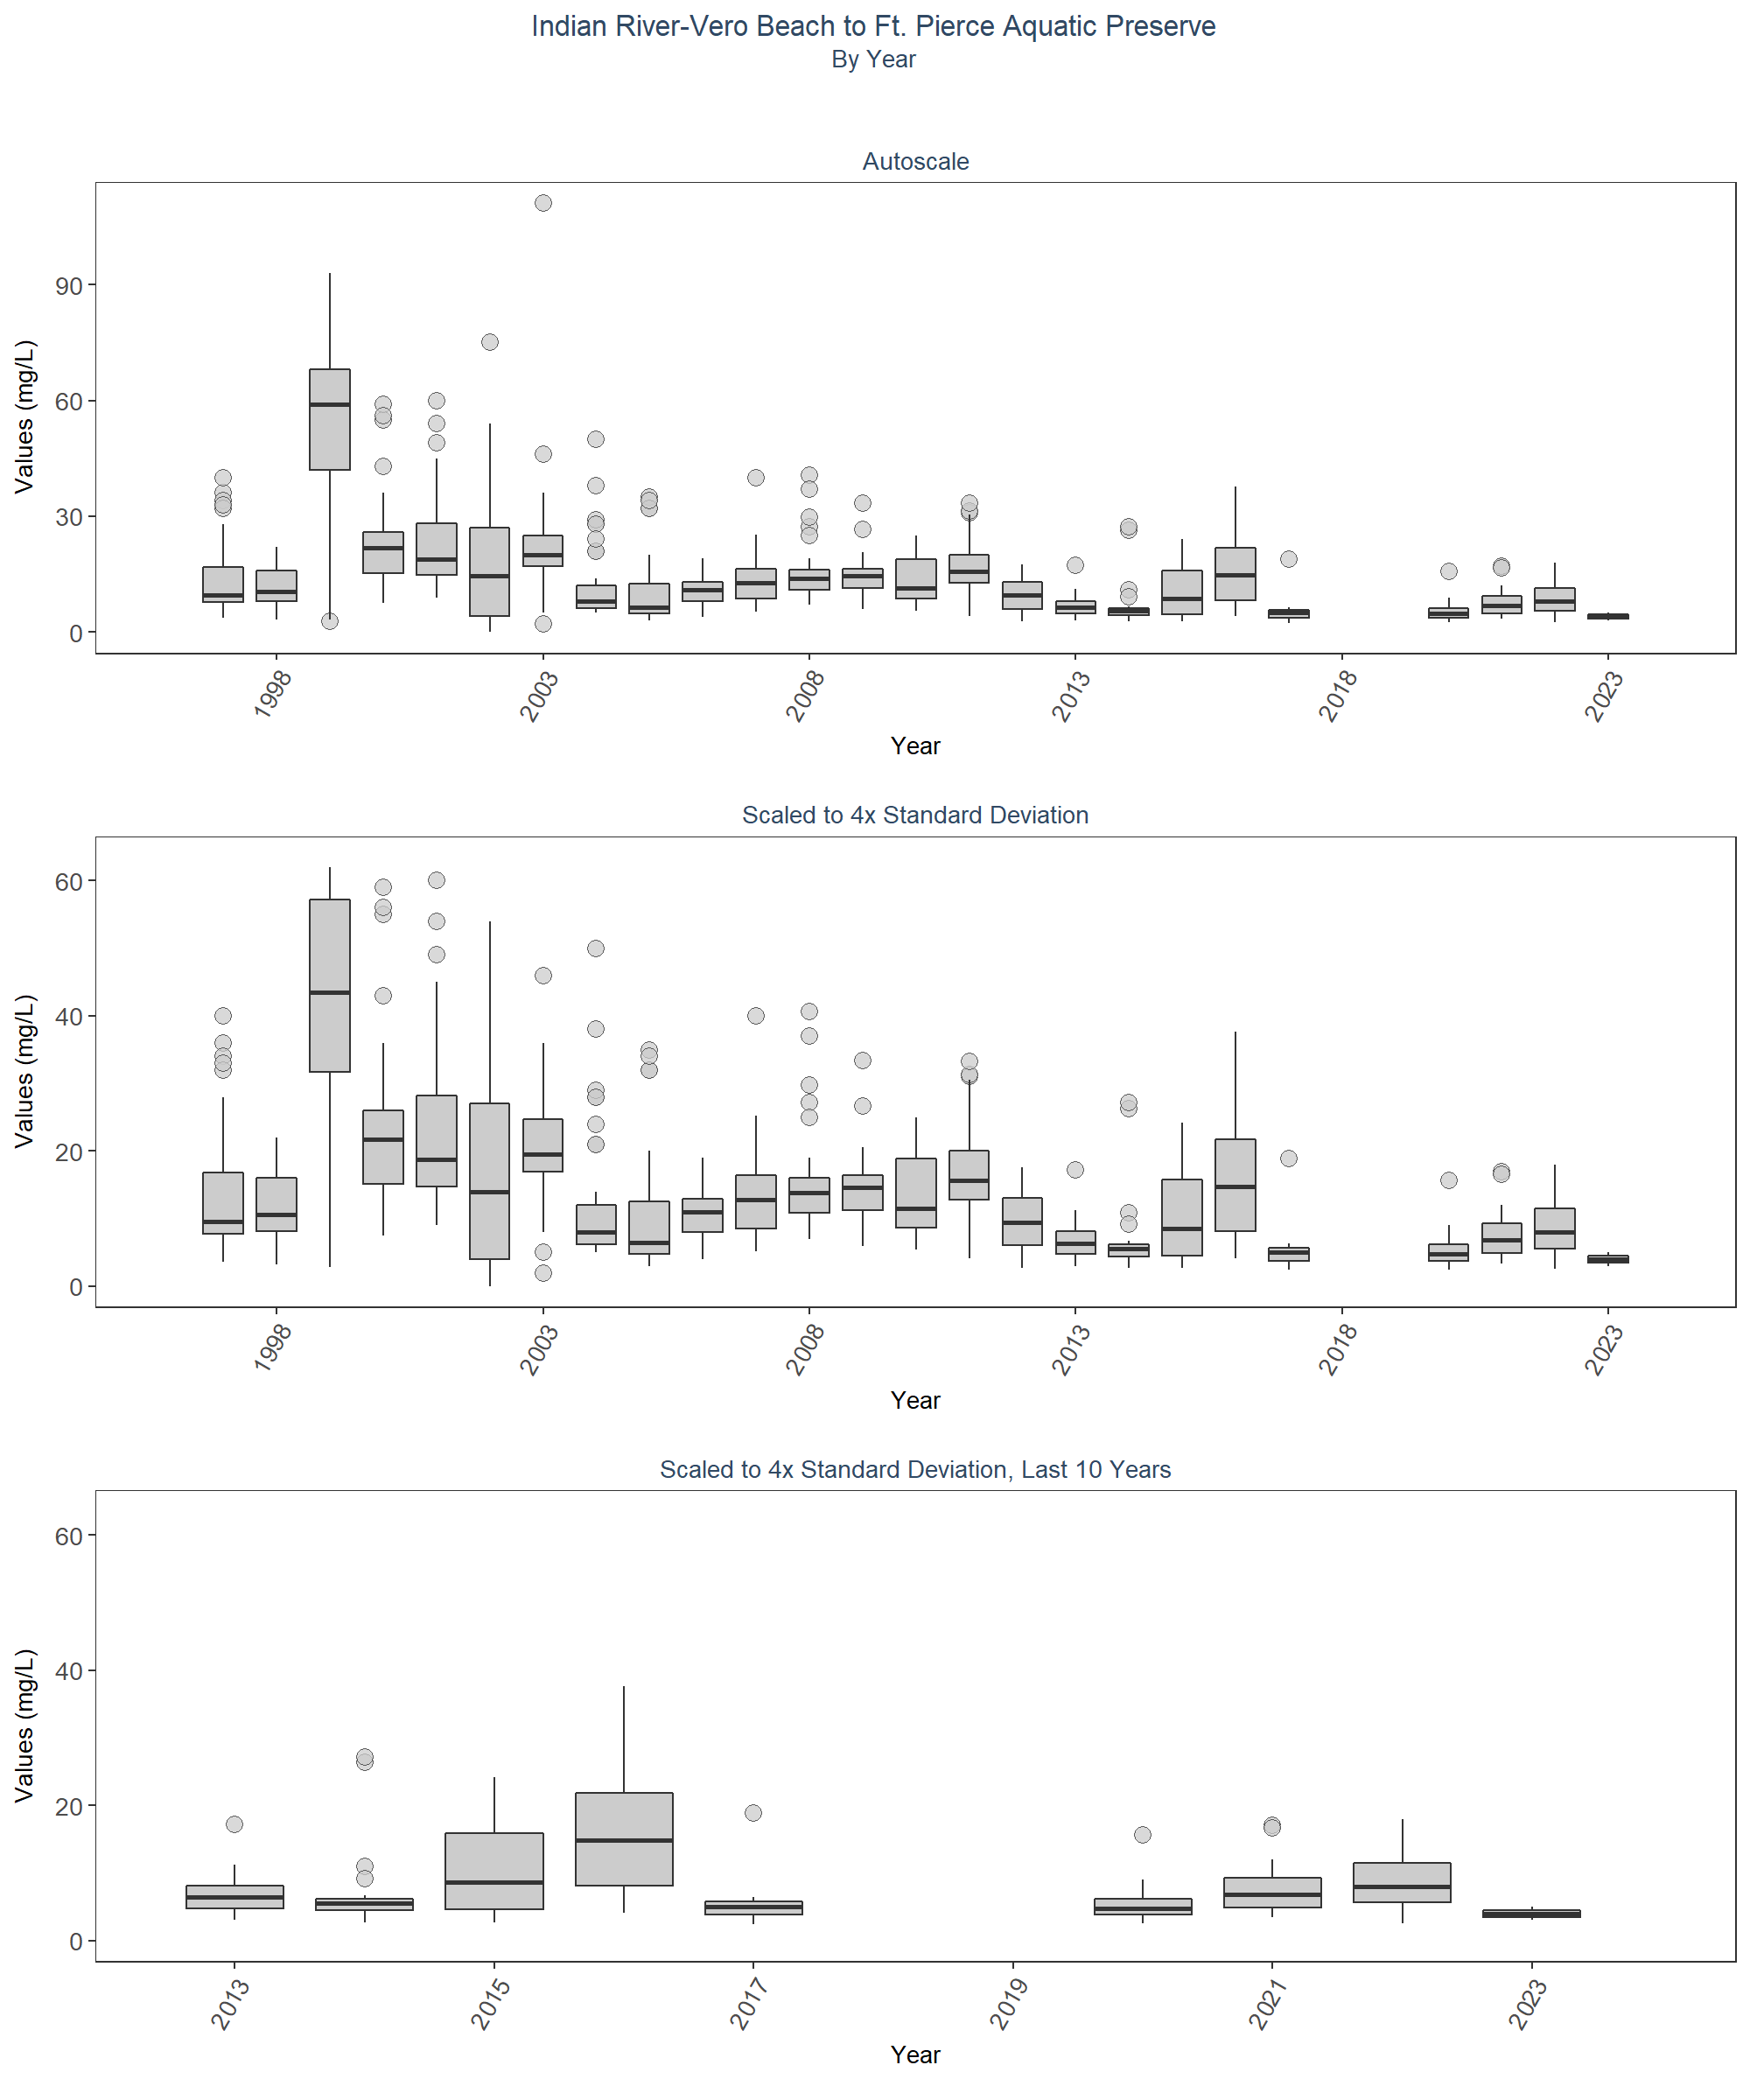 Indian River-Vero Beach to Ft. Pierce Aquatic Preserve
By Year
Autoscale
Values (mg/L)
90
60
30
0
1998
2003
2008
2013
2018
2023
Year
Scaled to 4x Standard Deviation
Values (mg/L)
60
40
20
0
1998
2003
2008
2013
2018
2023
Year
Scaled to 4x Standard Deviation, Last 10 Years
Values (mg/L)
60
40
20
0
2013
2015
2017
2019
2021
2023
Year